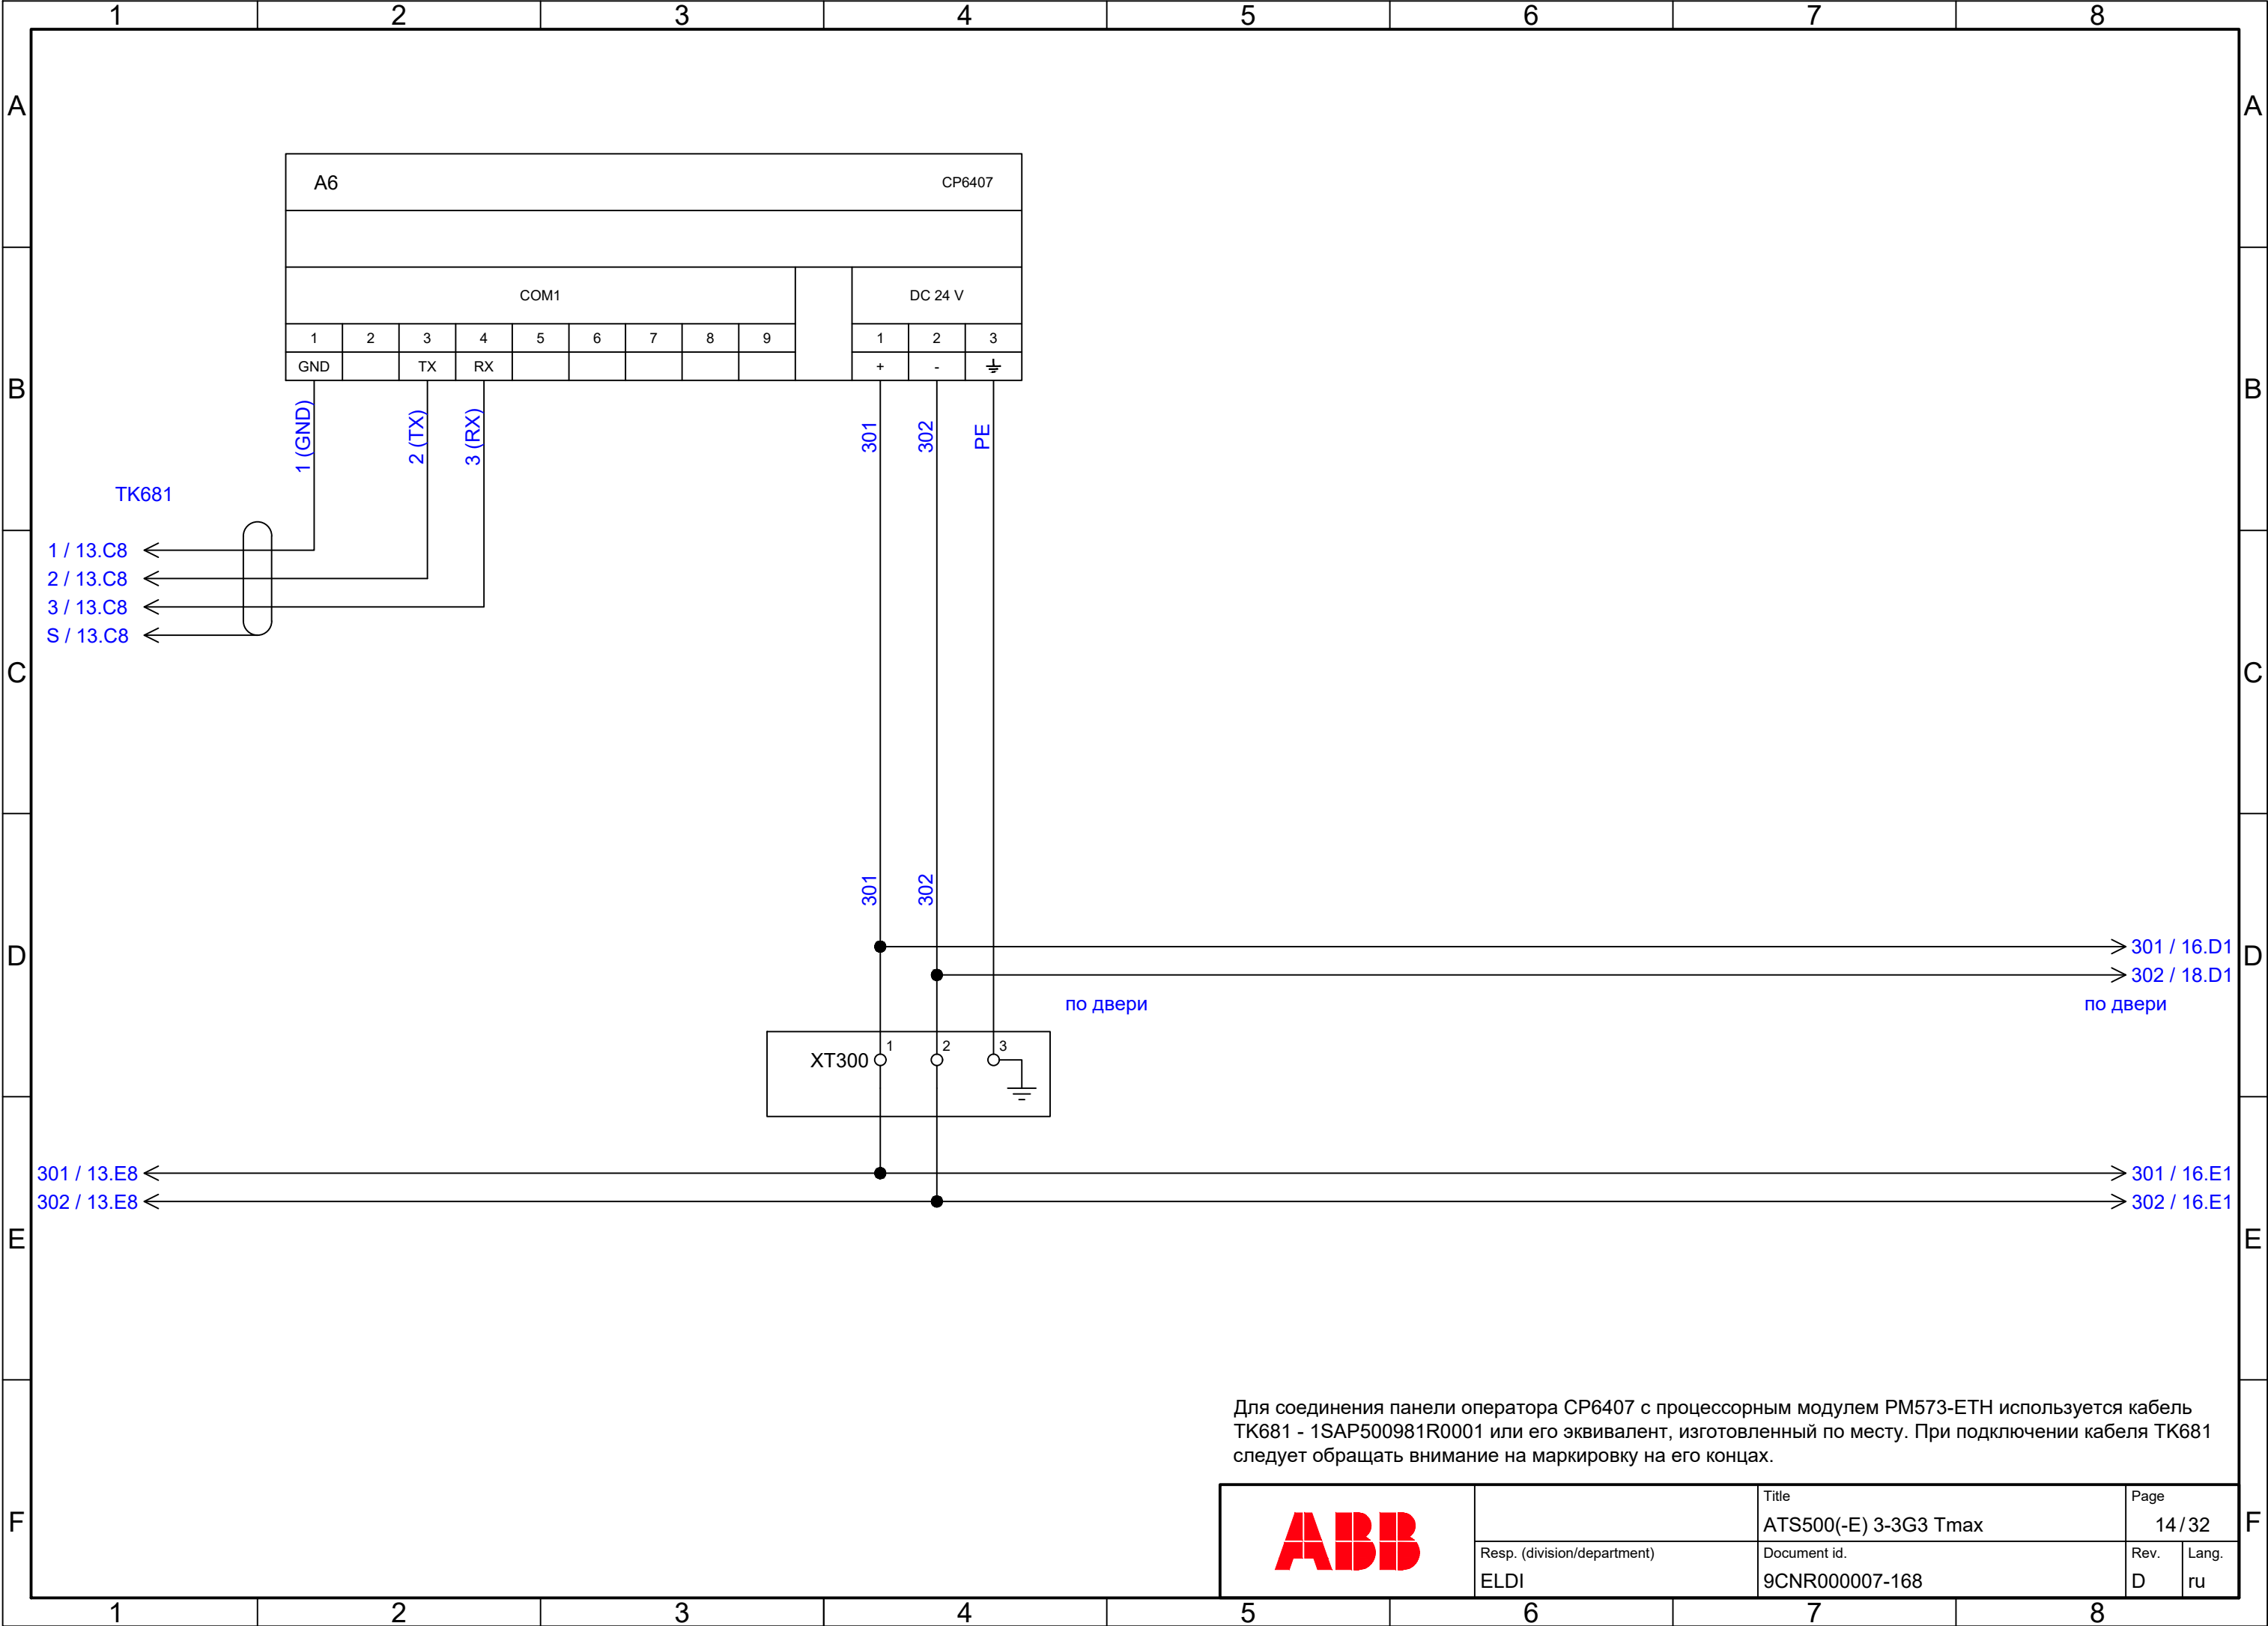 1 2 3 4 5 6 7 8
A A
A6 CP6407
COM1 DC 24 V
1 2 3 4 5 6 7 8 9 1 2 3
GND TX RX + -
B B
1 (GND) 2 (TX) 3 (RX) 301 302 PE
TK681
1 / 13.C8
2 / 13.C8
3 / 13.C8
S / 13.C8
C C
301 302
D D
301 / 16.D1
302 / 18.D1
по двери по двери
XT300 1 2 3
301 / 13.E8 301 / 16.E1
302 / 13.E8 302 / 16.E1
E E
Для соединения панели оператора CP6407 с процессорным модулем PM573-ETH используется кабель
TK681 - 1SAP500981R0001 или его эквивалент, изготовленный по месту. При подключении кабеля TK681
следует обращать внимание на маркировку на его концах.
F F
ABB
Title Page
ATS500(-E) 3-3G3 Tmax 14/32
Resp. (division/department) Document id. Rev. Lang.
ELDI 9CNR000007-168 D ru
1 2 3 4 5 6 7 8